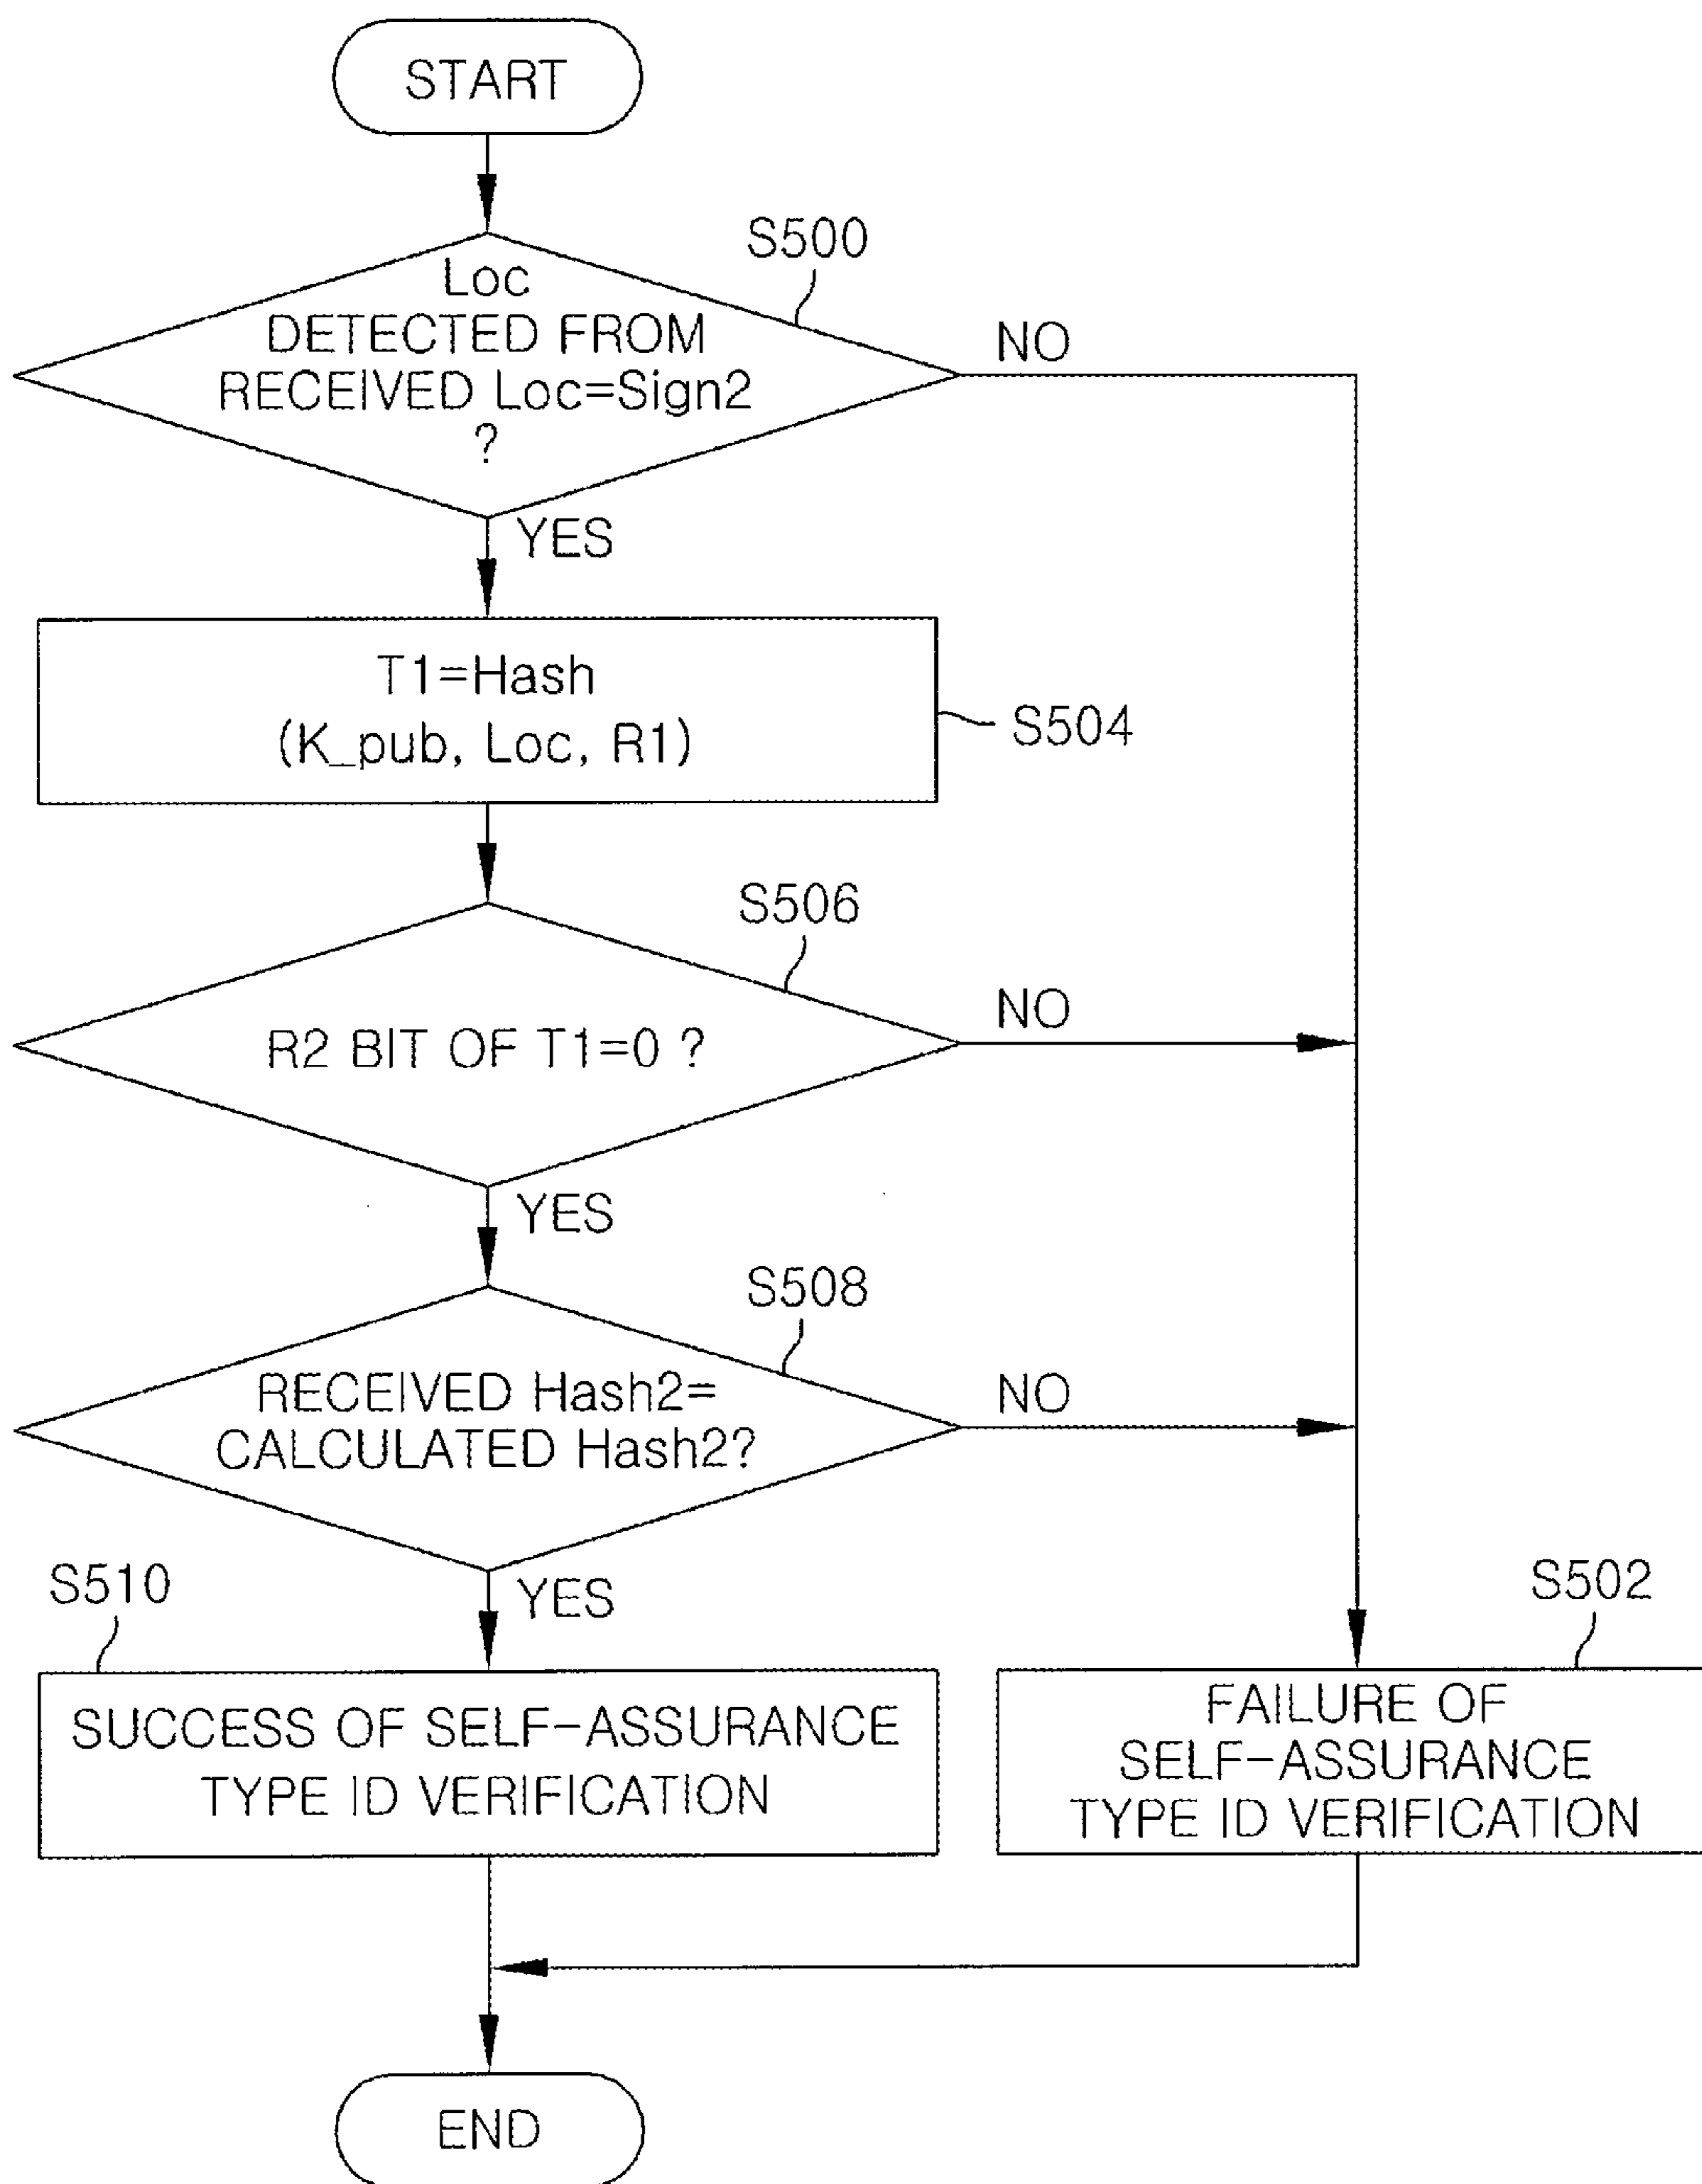 START
S500
Loc
DETECTED FROM
RECEIVED Loc=Sign2
?
NO
YES
T1=Hash
(K_pub, Loc, R1)
S504
S506
R2 BIT OF T1=0 ?
NO
YES
S508
RECEIVED Hash2=
CALCULATED Hash2?
NO
YES
S510
SUCCESS OF SELF-ASSURANCE
TYPE ID VERIFICATION
S502
FAILURE OF
SELF-ASSURANCE
TYPE ID VERIFICATION
END